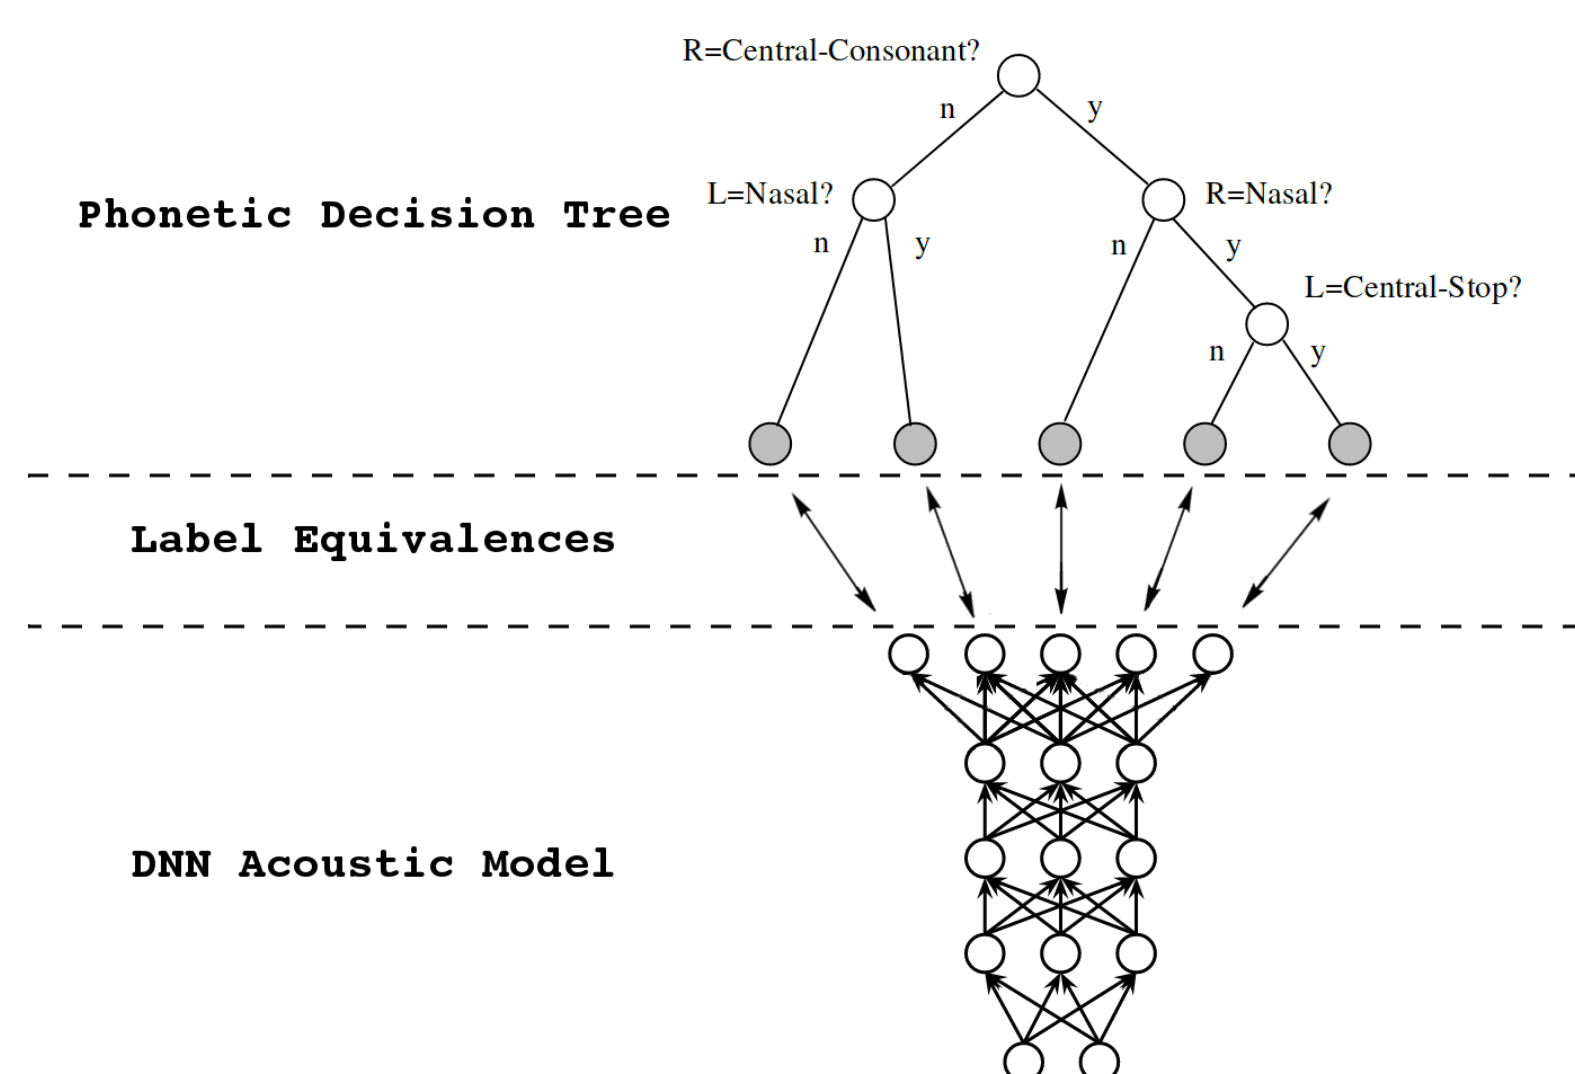 R=Central-Consonant?
n
y
Phonetic Decision Tree
L=Nasal?
R=Nasal?
n
y
n
y
L=Central-Stop?
n
y
Label Equivalences
DNN Acoustic Model